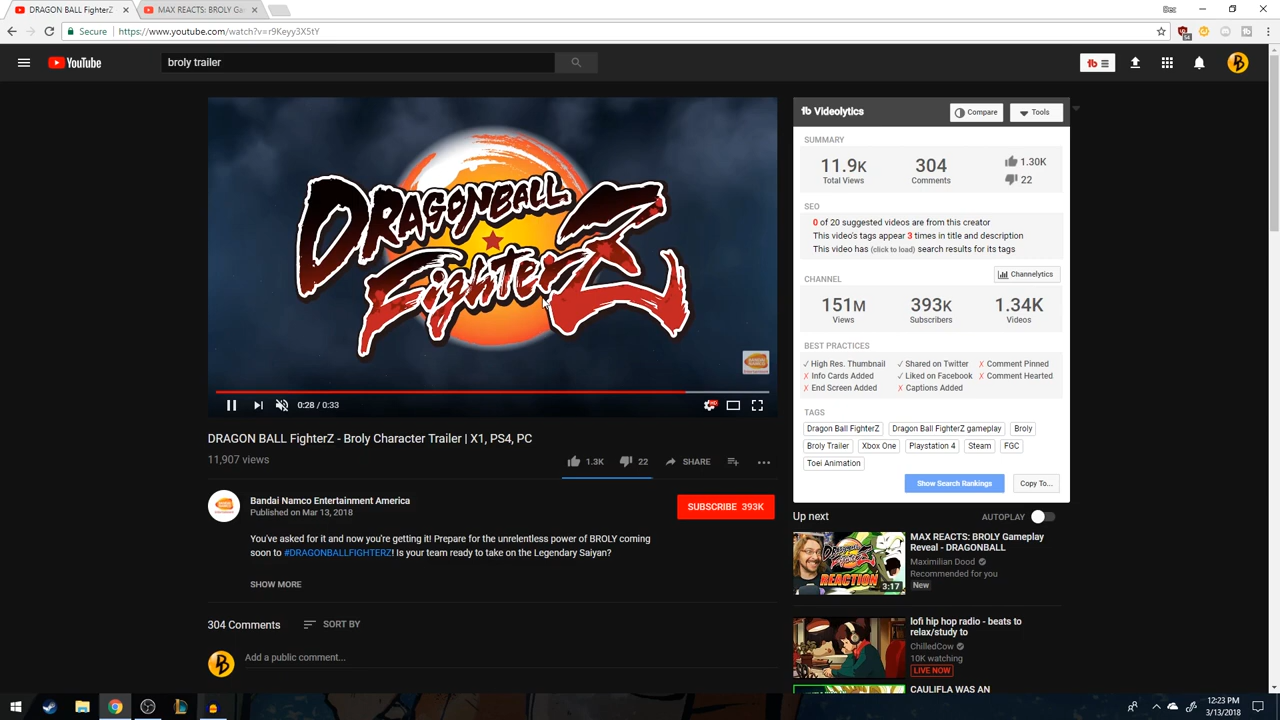 DRAGON BALL FighterZ
MAX REACTS: BROLY Ga
Bec
Secure
https://www.youtube.com/watch?v=r9Keyy3X5tY
YouTube
broly trailer
DRAGONBALL
FighterZ
0:28 / 0:33
DRAGON BALL FighterZ - Broly Character Trailer | X1, PS4, PC
11,907 views
1.3K
22
SHARE
Bandai Namco Entertainment America
Published on Mar 13, 2018
SUBSCRIBE 393K
You've asked for it and now you're getting it! Prepare for the unrelentless power of BROLY coming
soon to #DRAGONBALLFIGHTERZ! Is your team ready to take on the Legendary Saiyan?
SHOW MORE
304 Comments
SORT BY
Add a public comment...
Videolytics
Compare
Tools
SUMMARY
11.9K
Total Views
304
Comments
1.30K
22
SEO
0 of 20 suggested videos are from this creator
This video's tags appear 3 times in title and description
This video has (click to load) search results for its tags
CHANNEL
Channelytics
151M
Views
393K
Subscribers
1.34K
Videos
BEST PRACTICES
✓ High Res. Thumbnail
✓ Shared on Twitter
✗ Comment Pinned
✗ Info Cards Added
✓ Liked on Facebook
✗ Comment Hearted
✗ End Screen Added
✗ Captions Added
TAGS
Dragon Ball FighterZ
Dragon Ball FighterZ gameplay
Broly
Broly Trailer
Xbox One
Playstation 4
Steam
FGC
Toei Animation
Show Search Rankings
Copy To...
Up next
AUTOPLAY
REACTION
3:17
MAX REACTS: BROLY Gameplay
Reveal - DRAGONBALL
Maximilian Dood
Recommended for you
New
lofi hip hop radio - beats to
relax/study to
ChilledCow
10K watching
LIVE NOW
CAULIFLA WAS AN
12:23 PM
3/13/2018